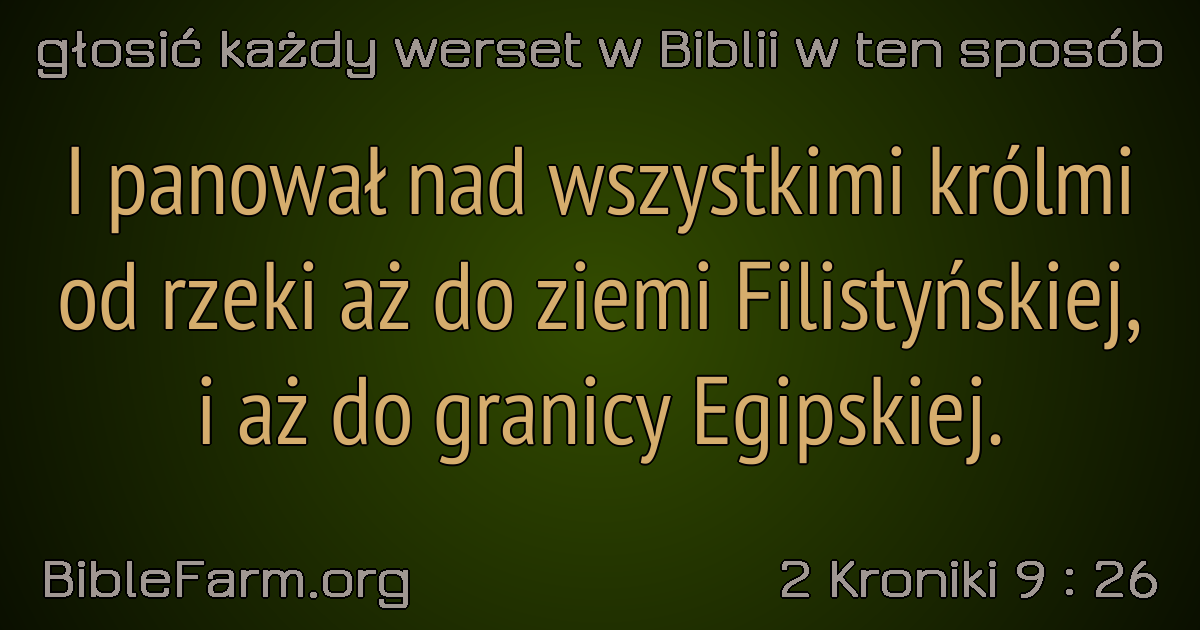 głosić każdy werset w Biblii w ten sposób
I panował nad wszystkimi królmi
od rzeki aż do ziemi Filistyńskiej,
i aż do granicy Egipskiej.
BibleFarm.org
2 Kroniki 9 : 26